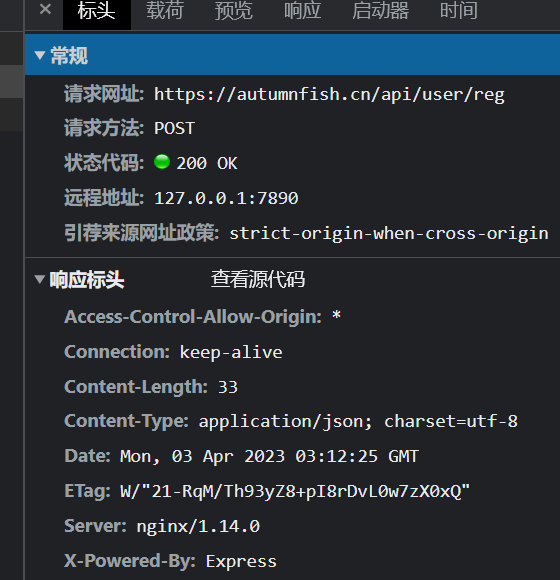 × 标头 载荷 预览 响应 启动器 时间
▼ 常规
请求网址: https://autumnfish.cn/api/user/reg
请求方法: POST
状态代码: 200 OK
远程地址: 127.0.0.1:7890
引荐来源网址政策: strict-origin-when-cross-origin
▼ 响应标头 查看源代码
Access-Control-Allow-Origin: *
Connection: keep-alive
Content-Length: 33
Content-Type: application/json; charset=utf-8
Date: Mon, 03 Apr 2023 03:12:25 GMT
ETag: W/"21-RqM/Th93yZ8+pI8rDvL0w7zX0xQ"
Server: nginx/1.14.0
X-Powered-By: Express